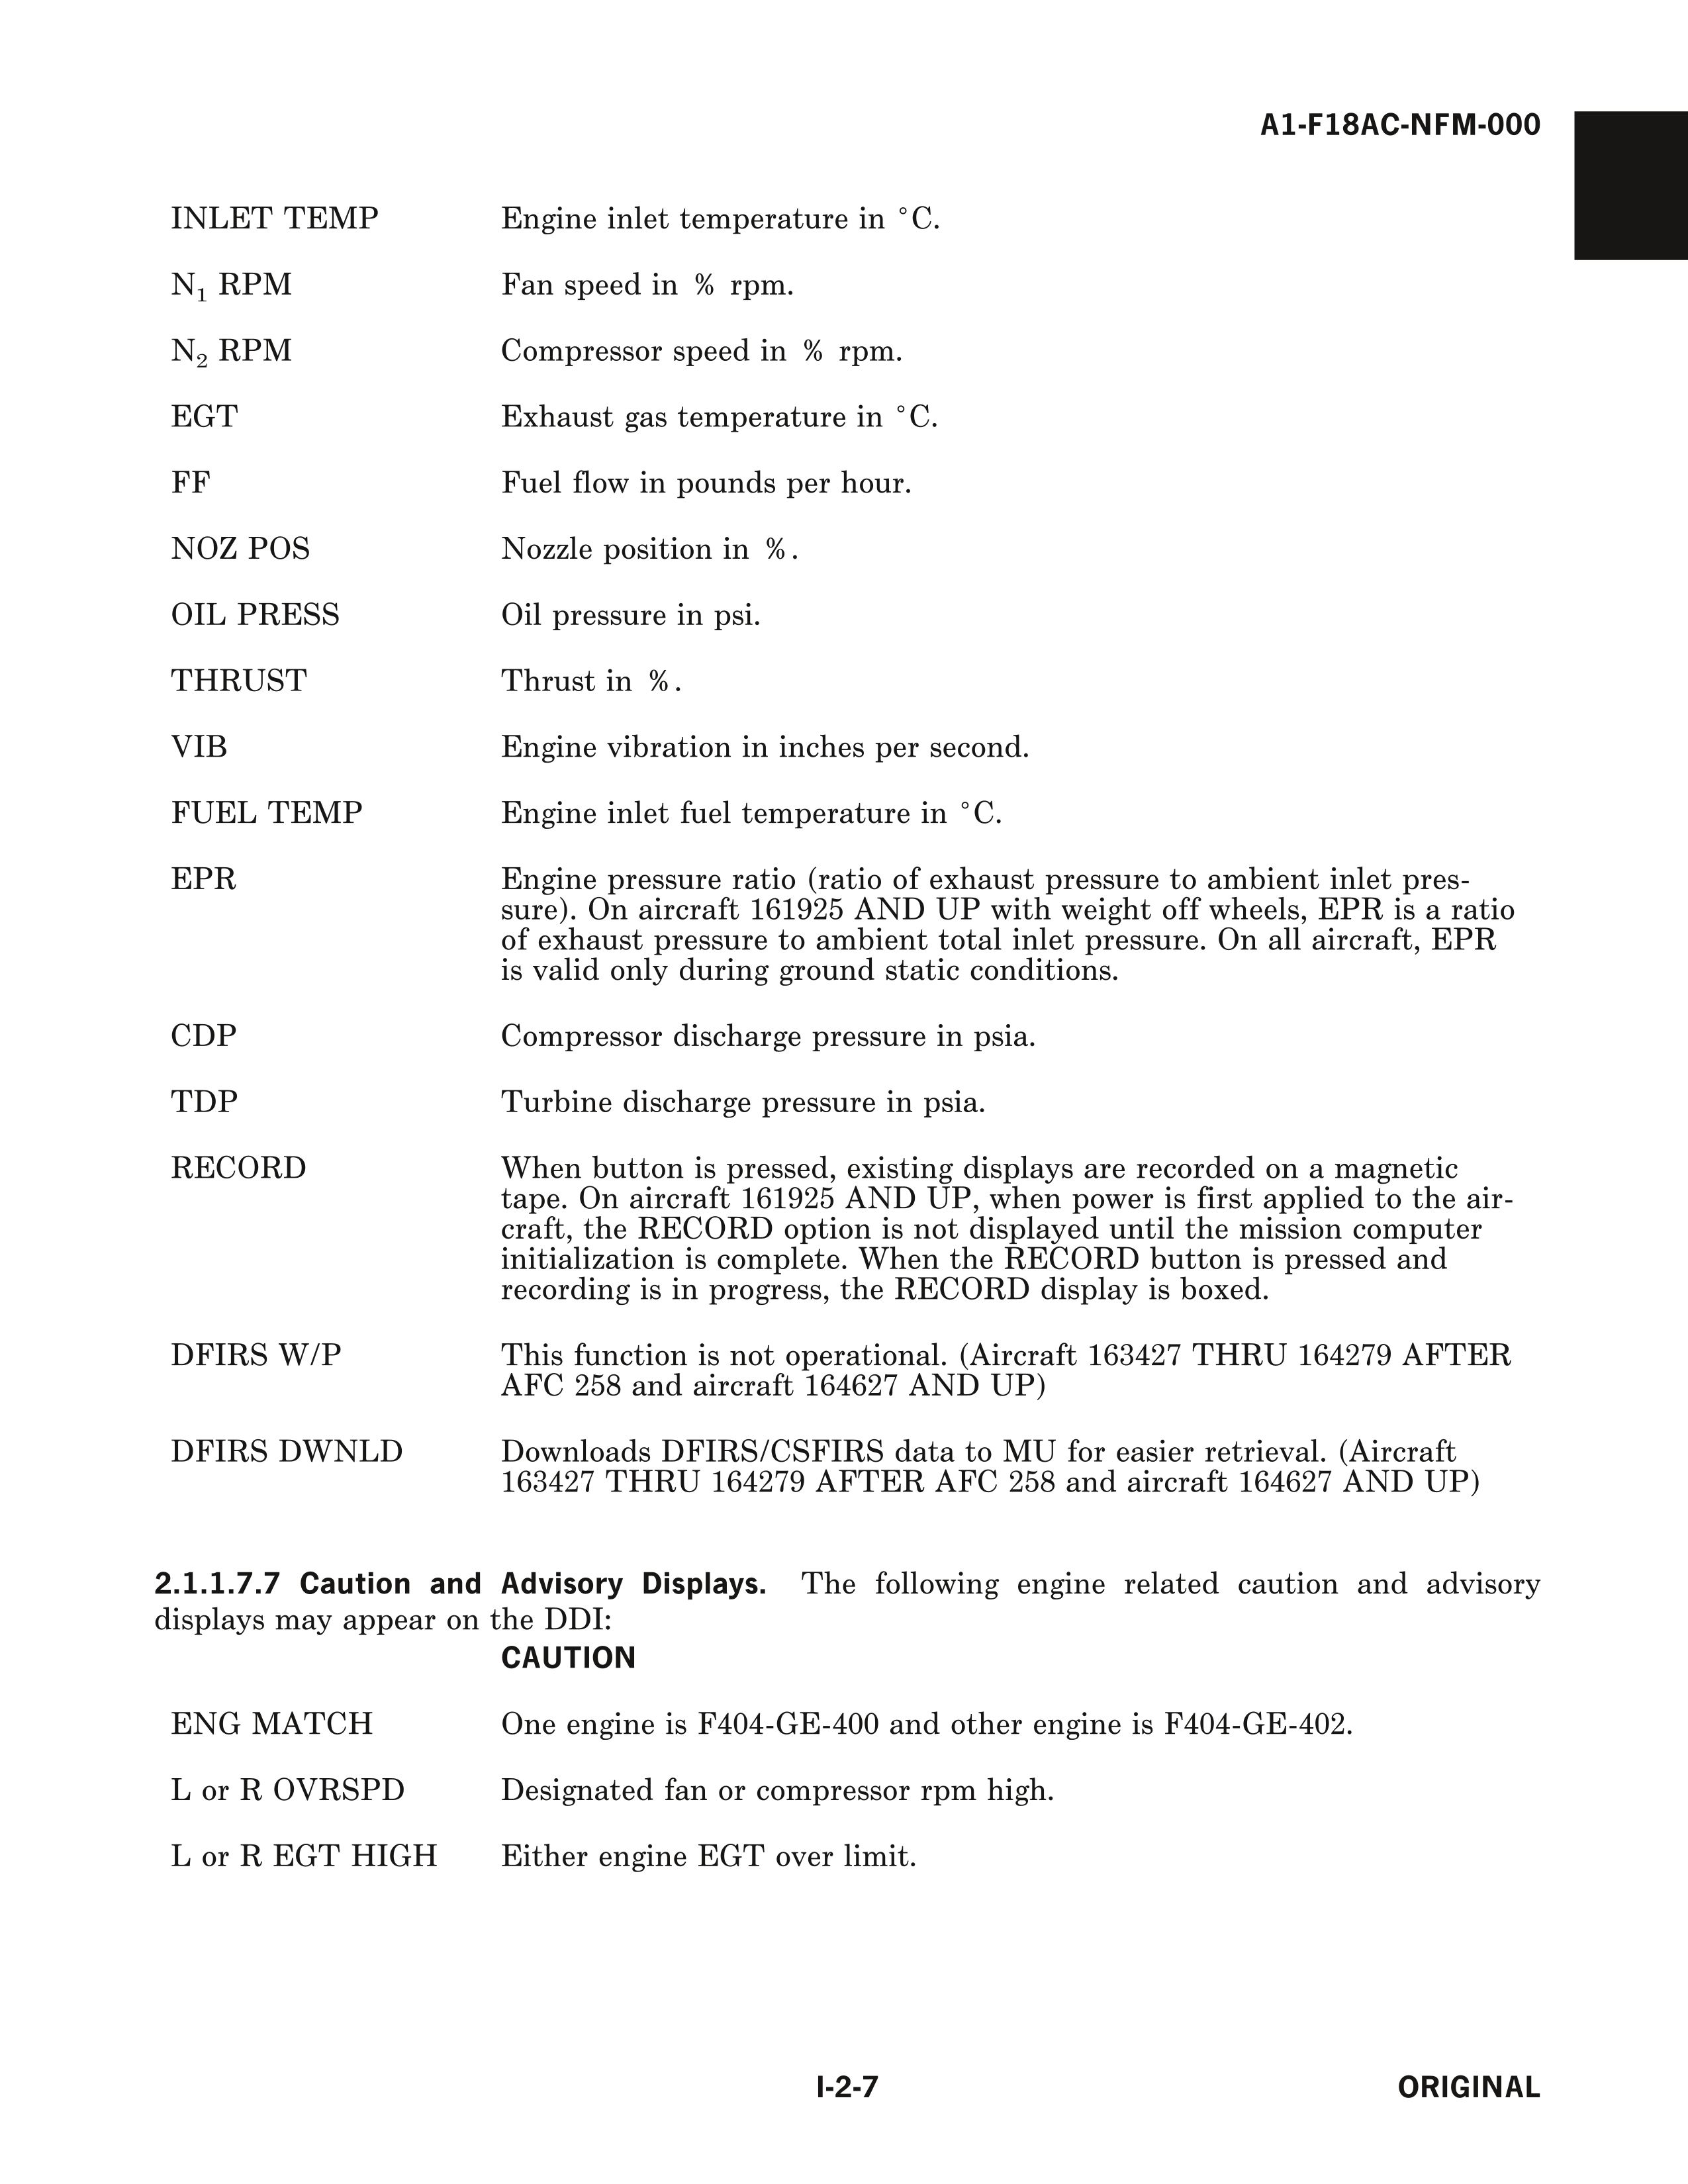 A1-F18AC-NFM-000
INLET TEMP Engine inlet temperature in °C.
N₁ RPM Fan speed in % rpm.
N₂ RPM Compressor speed in % rpm.
EGT Exhaust gas temperature in °C.
FF Fuel flow in pounds per hour.
NOZ POS Nozzle position in %.
OIL PRESS Oil pressure in psi.
THRUST Thrust in %.
VIB Engine vibration in inches per second.
FUEL TEMP Engine inlet fuel temperature in °C.
EPR Engine pressure ratio (ratio of exhaust pressure to ambient inlet pres-
sure). On aircraft 161925 AND UP with weight off wheels, EPR is a ratio
of exhaust pressure to ambient total inlet pressure. On all aircraft, EPR
is valid only during ground static conditions.
CDP Compressor discharge pressure in psia.
TDP Turbine discharge pressure in psia.
RECORD When button is pressed, existing displays are recorded on a magnetic
tape. On aircraft 161925 AND UP, when power is first applied to the air-
craft, the RECORD option is not displayed until the mission computer
initialization is complete. When the RECORD button is pressed and
recording is in progress, the RECORD display is boxed.
DFIRS W/P This function is not operational. (Aircraft 163427 THRU 164279 AFTER
AFC 258 and aircraft 164627 AND UP)
DFIRS DWNLD Downloads DFIRS/CSFIRS data to MU for easier retrieval. (Aircraft
163427 THRU 164279 AFTER AFC 258 and aircraft 164627 AND UP)
2.1.1.7.7 Caution and Advisory Displays. The following engine related caution and advisory
displays may appear on the DDI:
CAUTION
ENG MATCH One engine is F404-GE-400 and other engine is F404-GE-402.
L or R OVRSPD Designated fan or compressor rpm high.
L or R EGT HIGH Either engine EGT over limit.
I-2-7 ORIGINAL